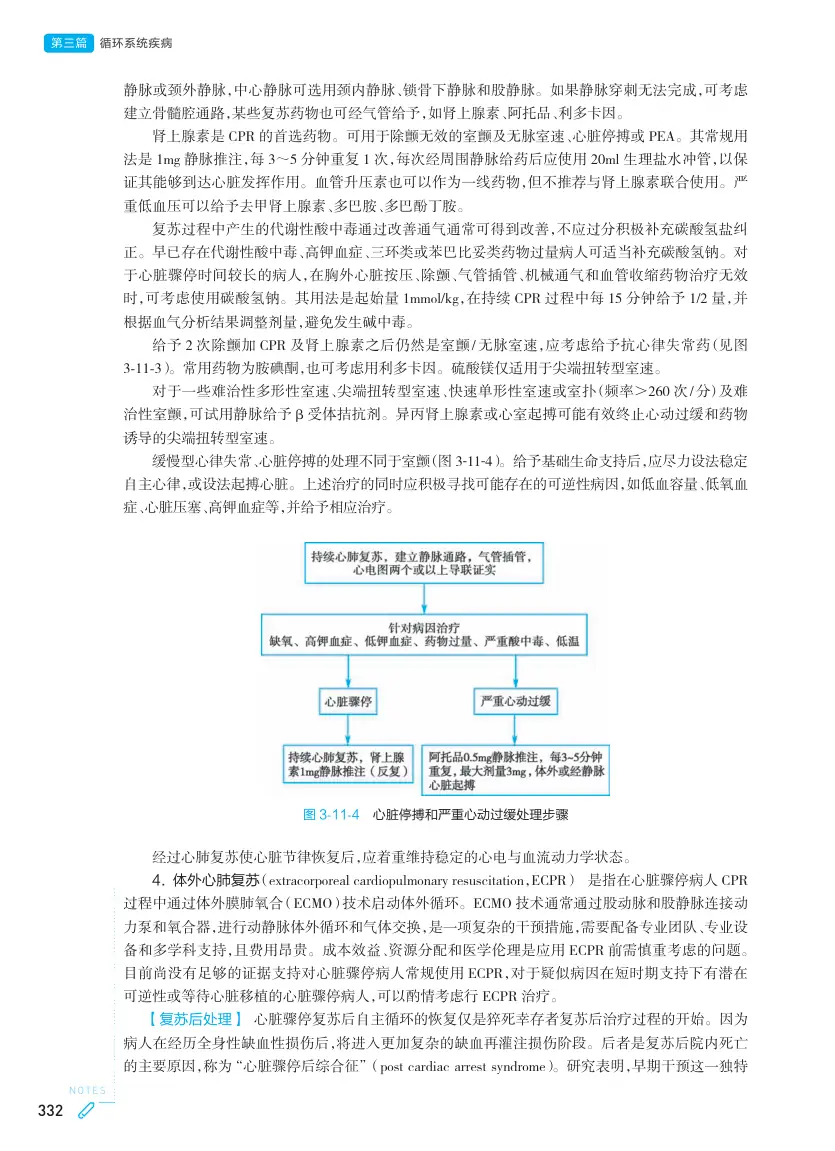 第三篇 循环系统疾病
静脉或颈外静脉,中心静脉可选用颈内静脉、锁骨下静脉和股静脉。如果静脉穿刺无法完成,可考虑
建立骨髓腔通路,某些复苏药物也可经气管给予,如肾上腺素、阿托品、利多卡因。
肾上腺素是 CPR 的首选药物。可用于除颤无效的室颤及无脉室速、心脏停搏或 PEA。其常规用
法是 1mg 静脉推注,每 3～5 分钟重复 1 次,每次经周围静脉给药后应使用 20ml 生理盐水冲管,以保
证其能够到达心脏发挥作用。血管升压素也可以作为一线药物,但不推荐与肾上腺素联合使用。严
重低血压可以给予去甲肾上腺素、多巴胺、多巴酚丁胺。
复苏过程中产生的代谢性酸中毒通过改善通气通常可得到改善,不应过分积极补充碳酸氢盐纠
正。早已存在代谢性酸中毒、高钾血症、三环类或苯巴比妥类药物过量病人可适当补充碳酸氢钠。对
于心脏骤停时间较长的病人,在胸外心脏按压、除颤、气管插管、机械通气和血管收缩药物治疗无效
时,可考虑使用碳酸氢钠。其用法是起始量 1mmol/kg,在持续 CPR 过程中每 15 分钟给予 1/2 量,并
根据血气分析结果调整剂量,避免发生碱中毒。
给予 2 次除颤加 CPR 及肾上腺素之后仍然是室颤/无脉室速,应考虑给予抗心律失常药(见图
3-11-3)。常用药物为胺碘酮,也可考虑用利多卡因。硫酸镁仅适用于尖端扭转型室速。
对于一些难治性多形性室速、尖端扭转型室速、快速单形性室速或室扑(频率＞260 次/分)及难
治性室颤,可试用静脉给予 β 受体拮抗剂。异丙肾上腺素或心室起搏可能有效终止心动过缓和药物
诱导的尖端扭转型室速。
缓慢型心律失常、心脏停搏的处理不同于室颤(图 3-11-4)。给予基础生命支持后,应尽力设法稳定
自主心律,或设法起搏心脏。上述治疗的同时应积极寻找可能存在的可逆性病因,如低血容量、低氧血
症、心脏压塞、高钾血症等,并给予相应治疗。
持续心肺复苏，建立静脉通路，气管插管，
心电图两个或以上导联证实
针对病因治疗
缺氧、高钾血症、低钾血症、药物过量、严重酸中毒、低温
心脏骤停
严重心动过缓
持续心肺复苏，肾上腺
素1mg静脉推注（反复）
阿托品0.5mg静脉推注，每3~5分钟
重复，最大剂量3mg，体外或经静脉
心脏起搏
图 3-11-4 心脏停搏和严重心动过缓处理步骤
经过心肺复苏使心脏节律恢复后,应着重维持稳定的心电与血流动力学状态。
4. 体外心肺复苏(extracorporeal cardiopulmonary resuscitation,ECPR) 是指在心脏骤停病人 CPR
过程中通过体外膜肺氧合(ECMO)技术启动体外循环。ECMO 技术通常通过股动脉和股静脉连接动
力泵和氧合器,进行动静脉体外循环和气体交换,是一项复杂的干预措施,需要配备专业团队、专业设
备和多学科支持,且费用昂贵。成本效益、资源分配和医学伦理是应用 ECPR 前需慎重考虑的问题。
目前尚没有足够的证据支持对心脏骤停病人常规使用 ECPR,对于疑似病因在短时期支持下有潜在
可逆性或等待心脏移植的心脏骤停病人,可以酌情考虑行 ECPR 治疗。
【复苏后处理】 心脏骤停复苏后自主循环的恢复仅是猝死幸存者复苏后治疗过程的开始。因为
病人在经历全身性缺血性损伤后,将进入更加复杂的缺血再灌注损伤阶段。后者是复苏后院内死亡
的主要原因,称为“心脏骤停后综合征”(post cardiac arrest syndrome)。研究表明,早期干预这一独特
NOTES
332